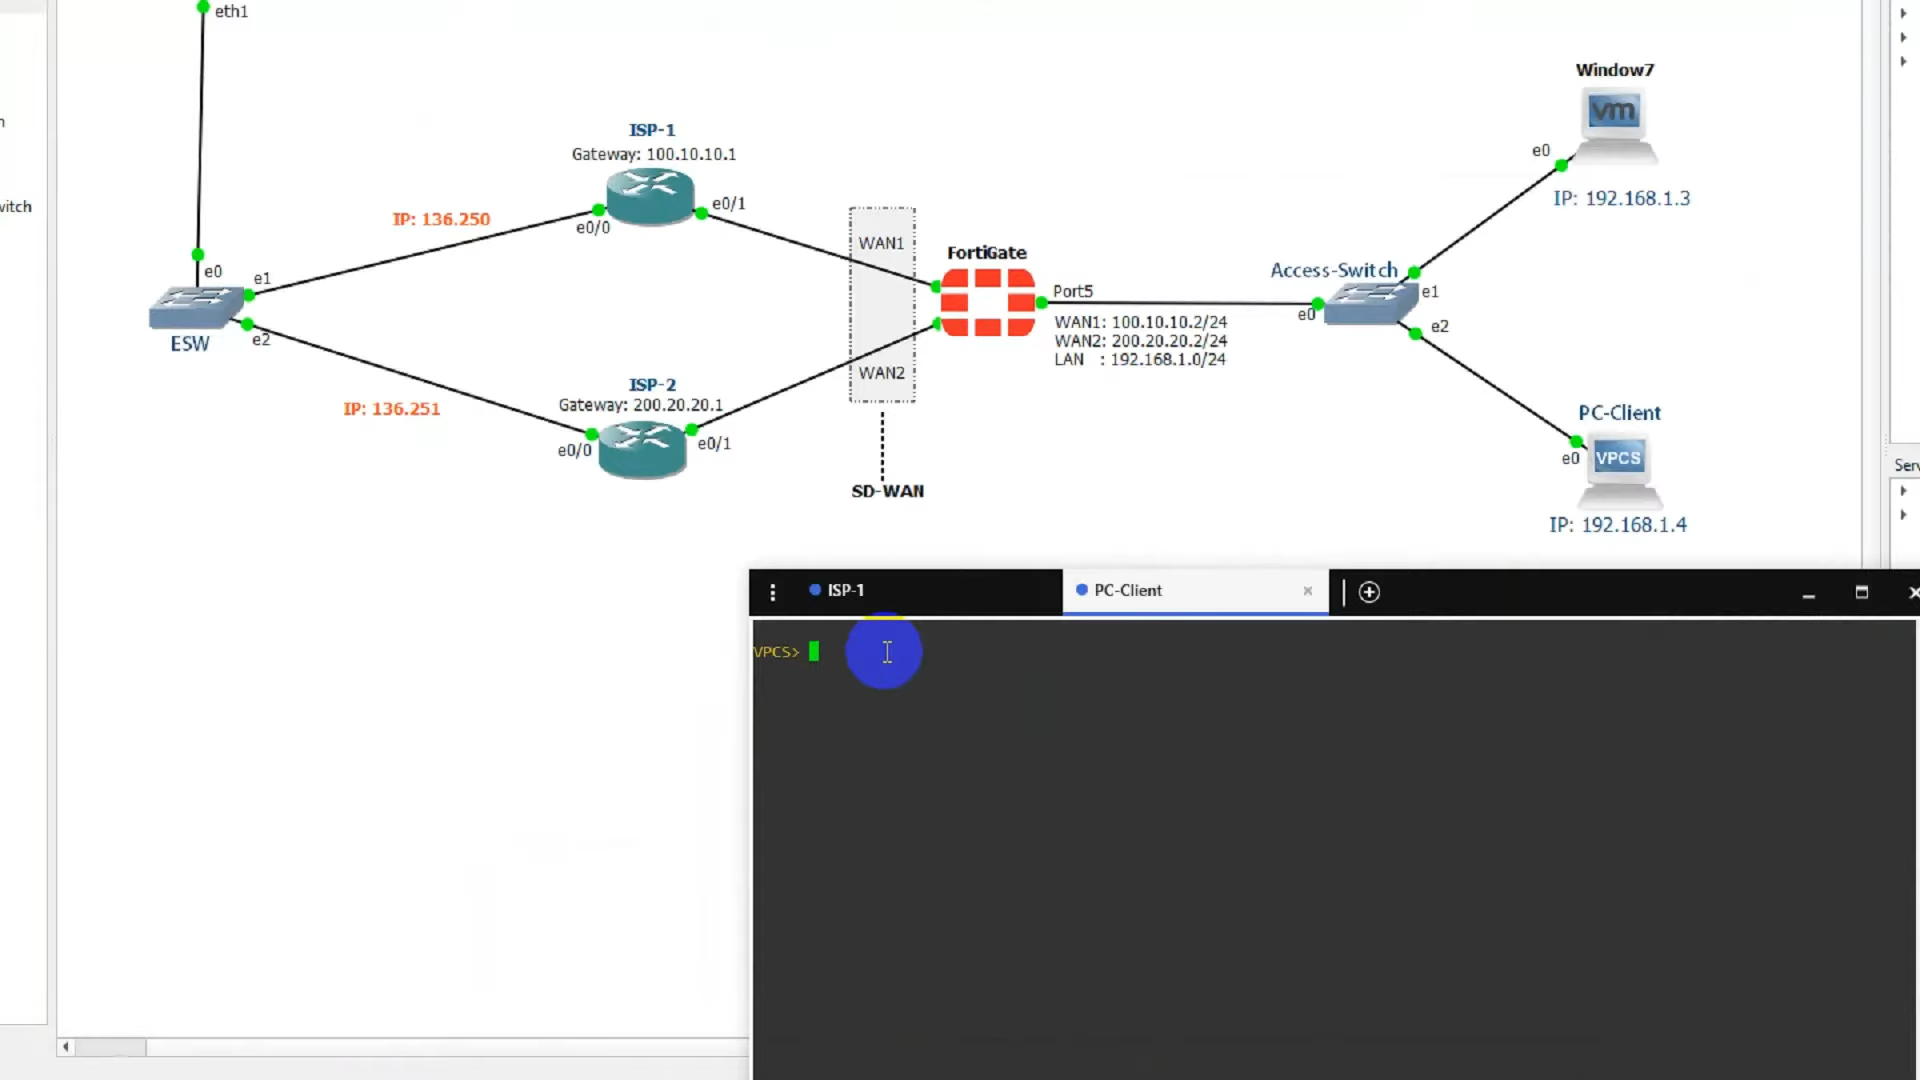 eth1
Window7
vm
e0
IP: 192.168.1.3
ISP-1
Gateway: 100.10.10.1
e0/1
e0/0
IP: 136.250
witch
WAN1
FortiGate
Port5
WAN1: 100.10.10.2/24
WAN2: 200.20.20.2/24
LAN : 192.168.1.0/24
Access-Switch
e1
e0
e2
e0
e1
e2
ESW
WAN2
ISP-2
Gateway: 200.20.20.1
e0/1
e0/0
IP: 136.251
SD-WAN
PC-Client
VPCS
e0
IP: 192.168.1.4
Serv
ISP-1
PC-Client
VPCS>